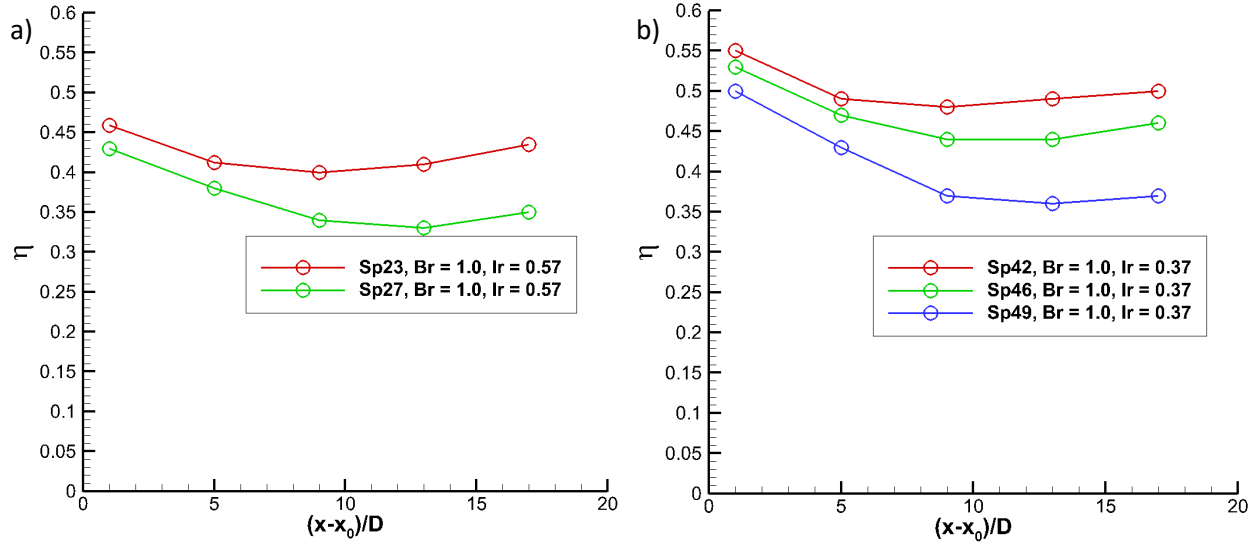 a)
0.6
0.55
0.5
0.45
0.4
0.35
0.3
0.25
0.2
0.15
0.1
0.05
0
η
Sp23, Br = 1.0, Ir = 0.57
Sp27, Br = 1.0, Ir = 0.57
0 5 10 15 20
(x-x₀)/D
b)
0.6
0.55
0.5
0.45
0.4
0.35
0.3
0.25
0.2
0.15
0.1
0.05
0
η
Sp42, Br = 1.0, Ir = 0.37
Sp46, Br = 1.0, Ir = 0.37
Sp49, Br = 1.0, Ir = 0.37
0 5 10 15 20
(x-x₀)/D